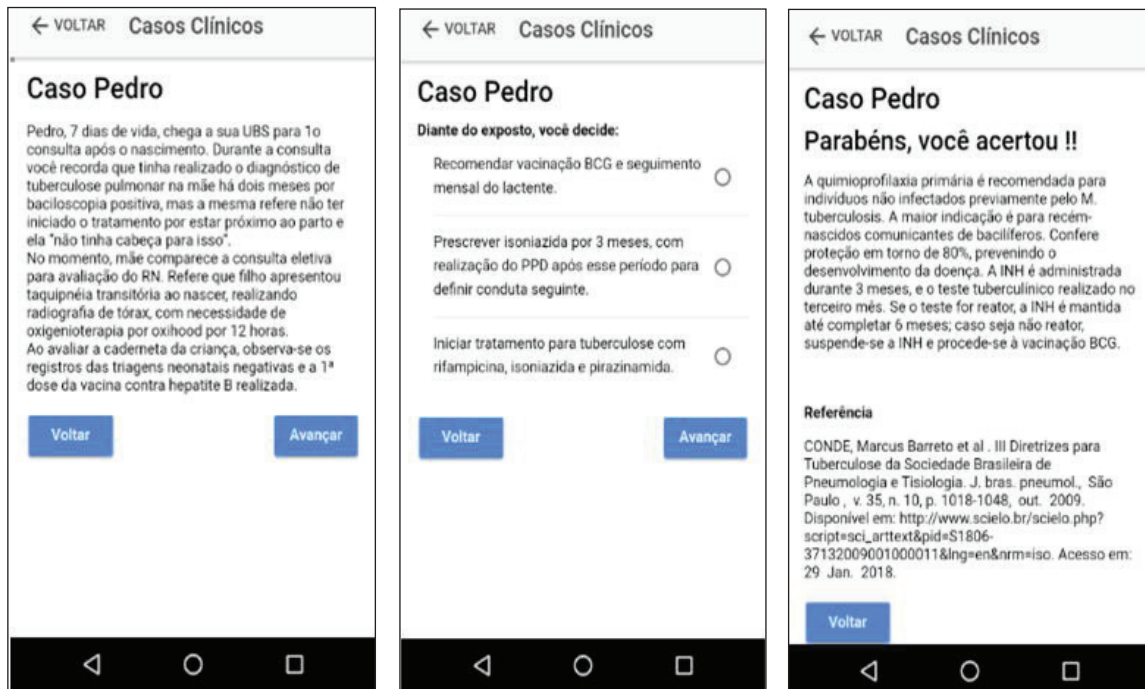 ← VOLTAR Casos Clínicos
Caso Pedro
Pedro, 7 dias de vida, chega a sua UBS para 1o
consulta após o nascimento. Durante a consulta
você recorda que tinha realizado o diagnóstico de
tuberculose pulmonar na mãe há dois meses por
baciloscopia positiva, mas a mesma refere não ter
iniciado o tratamento por estar próximo ao parto e
ela "não tinha cabeça para isso".
No momento, mãe comparece a consulta eletiva
para avaliação do RN. Refere que filho apresentou
taquipnéia transitória ao nascer, realizando
radiografia de tórax, com necessidade de
oxigenioterapia por oxihood por 12 horas.
Ao avaliar a caderneta da criança, observa-se os
registros das triagens neonatais negativas e a 1ª
dose da vacina contra hepatite B realizada.
Voltar Avançar
← VOLTAR Casos Clínicos
Caso Pedro
Diante do exposto, você decide:
Recomendar vacinação BCG e seguimento
mensal do lactente.
Prescrever isoniazida por 3 meses, com
realização do PPD após esse período para
definir conduta seguinte.
Iniciar tratamento para tuberculose com
rifampicina, isoniazida e pirazinamida.
Voltar Avançar
← VOLTAR Casos Clínicos
Caso Pedro
Parabéns, você acertou !!
A quimioprofilaxia primária é recomendada para
indivíduos não infectados previamente pelo M.
tuberculosis. A maior indicação é para recém-
nascidos comunicantes de bacilíferos. Confere
proteção em torno de 80%, prevenindo o
desenvolvimento da doença. A INH é administrada
durante 3 meses, e o teste tuberculínico realizado no
terceiro mês. Se o teste for reator, a INH é mantida
até completar 6 meses; caso seja não reator,
suspende-se a INH e procede-se à vacinação BCG.
Referência
CONDE, Marcus Barreto et al . III Diretrizes para
Tuberculose da Sociedade Brasileira de
Pneumologia e Tisiologia. J. bras. pneumol., São
Paulo , v. 35, n. 10, p. 1018-1048, out. 2009.
Disponível em: http://www.scielo.br/scielo.php?
script=sci_arttext&pid=S1806-
37132009001000011&lng=en&nrm=iso. Acesso em:
29 Jan. 2018.
Voltar